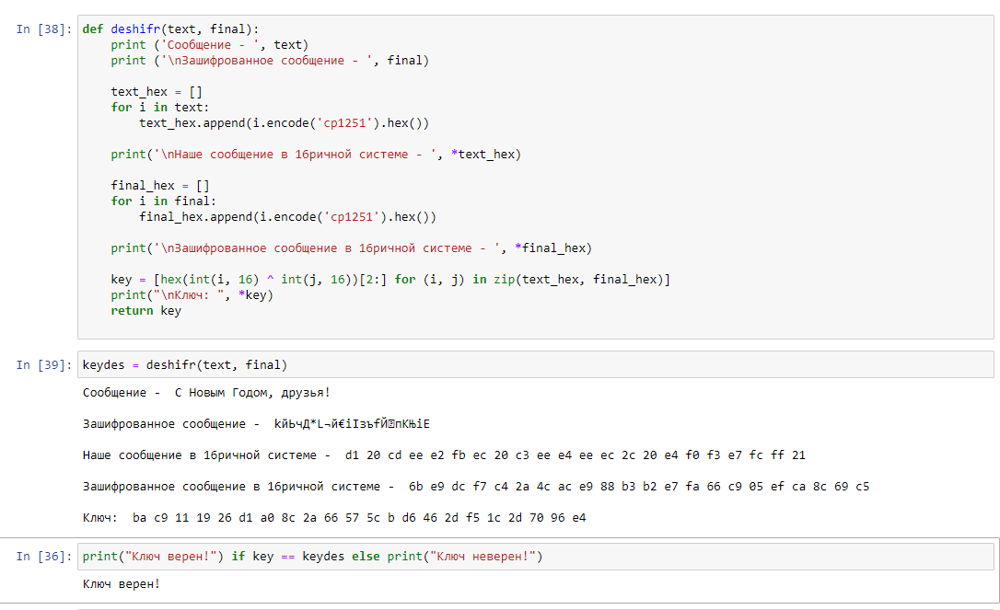 In [38]: def deshifr(text, final):
print ('Сообщение - ', text)
print ('\nЗашифрованное сообщение - ', final)
text_hex = []
for i in text:
text_hex.append(i.encode('cp1251').hex())
print('\nНаше сообщение в 16ричной системе - ', *text_hex)
final_hex = []
for i in final:
final_hex.append(i.encode('cp1251').hex())
print('\nЗашифрованное сообщение в 16ричной системе - ', *final_hex)
key = [hex(int(i, 16) ^ int(j, 16))[2:] for (i, j) in zip(text_hex, final_hex)]
print("\nКлюч: ", *key)
return key
In [39]: keydes = deshifr(text, final)
Сообщение -  С Новым Годом, друзья!
Зашифрованное сообщение -  kйЬчД*L¬й€іІзъfЙ�пКЊiЕ
Наше сообщение в 16ричной системе -  d1 20 cd ee e2 fb ec 20 c3 ee e4 ee ec 2c 20 e4 f0 f3 e7 fc ff 21
Зашифрованное сообщение в 16ричной системе -  6b e9 dc f7 c4 2a 4c ac e9 88 b3 b2 e7 fa 66 c9 05 ef ca 8c 69 c5
Ключ:  ba c9 11 19 26 d1 a0 8c 2a 66 57 5c b d6 46 2d f5 1c 2d 70 96 e4
In [36]: print("Ключ верен!") if key == keydes else print("Ключ неверен!")
Ключ верен!